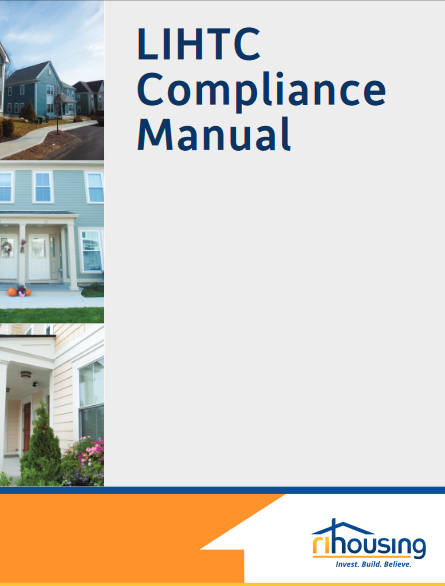 LIHTC
Compliance
Manual
rihousing
Invest. Build. Believe.